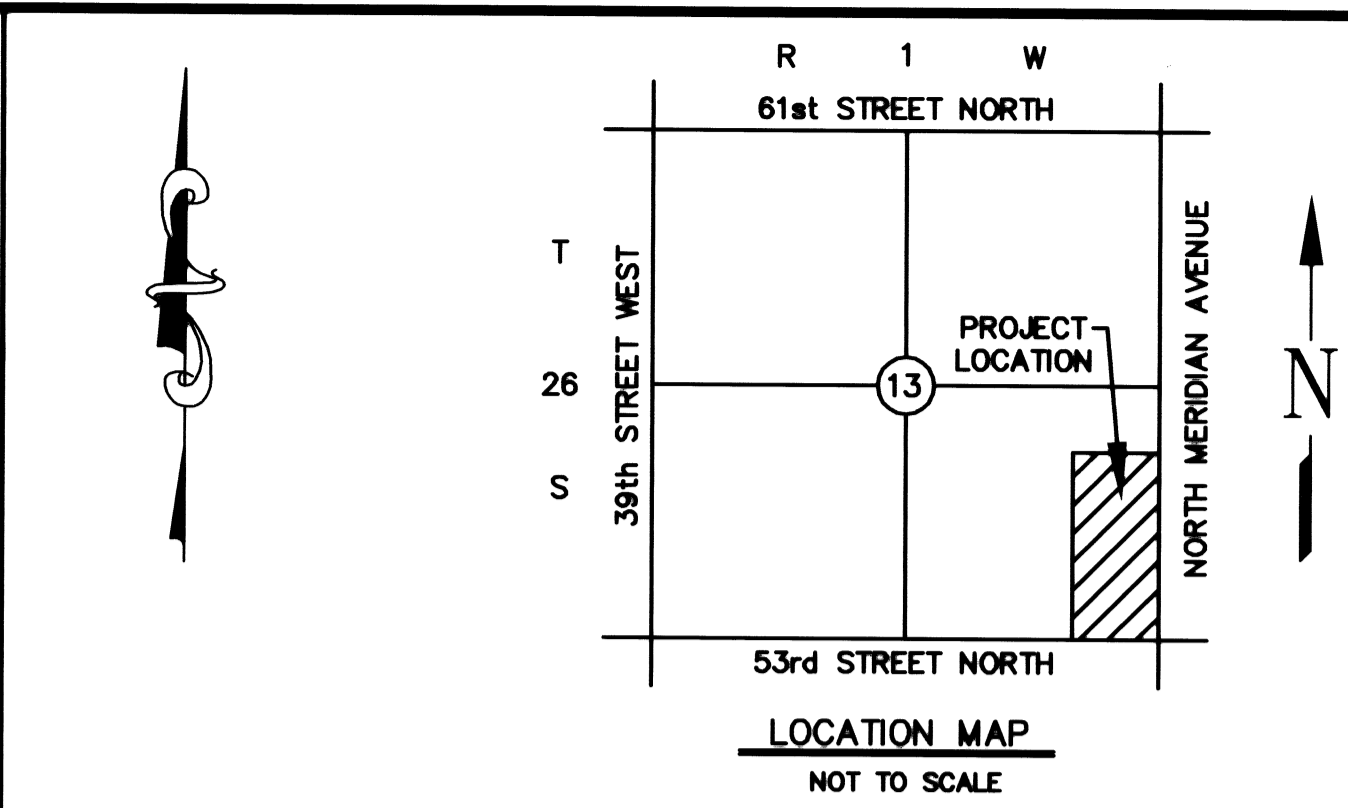 R 1 W
61st STREET NORTH
T
26
S
39th STREET WEST
PROJECT
LOCATION
13
NORTH MERIDIAN AVENUE
N
53rd STREET NORTH
LOCATION MAP
NOT TO SCALE